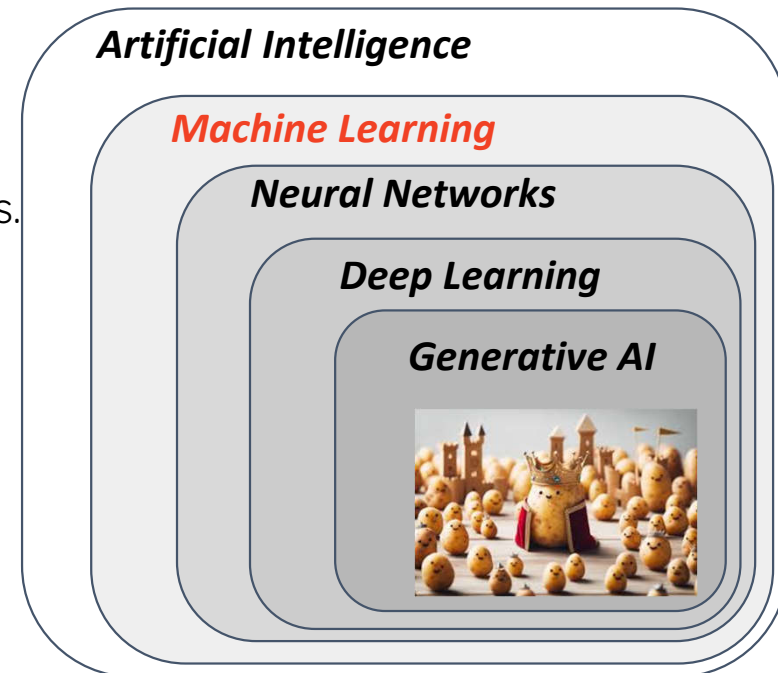 Artificial Intelligence
Machine Learning
s.
Neural Networks
Deep Learning
Generative AI